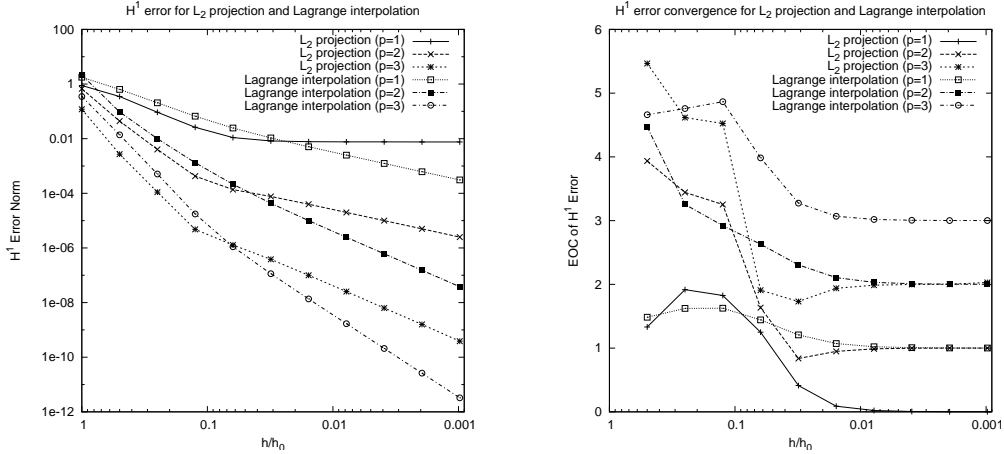 H¹ error for L₂ projection and Lagrange interpolation
L₂ projection (p=1)
L₂ projection (p=2)
L₂ projection (p=3)
Lagrange interpolation (p=1)
Lagrange interpolation (p=2)
Lagrange interpolation (p=3)
H¹ Error Norm
100
1
0.01
1e-04
1e-06
1e-08
1e-10
1e-12
1
0.1
0.01
0.001
h/h₀
H¹ error convergence for L₂ projection and Lagrange interpolation
L₂ projection (p=1)
L₂ projection (p=2)
L₂ projection (p=3)
Lagrange interpolation (p=1)
Lagrange interpolation (p=2)
Lagrange interpolation (p=3)
EOC of H¹ Error
6
5
4
3
2
1
0
1
0.1
0.01
0.001
h/h₀